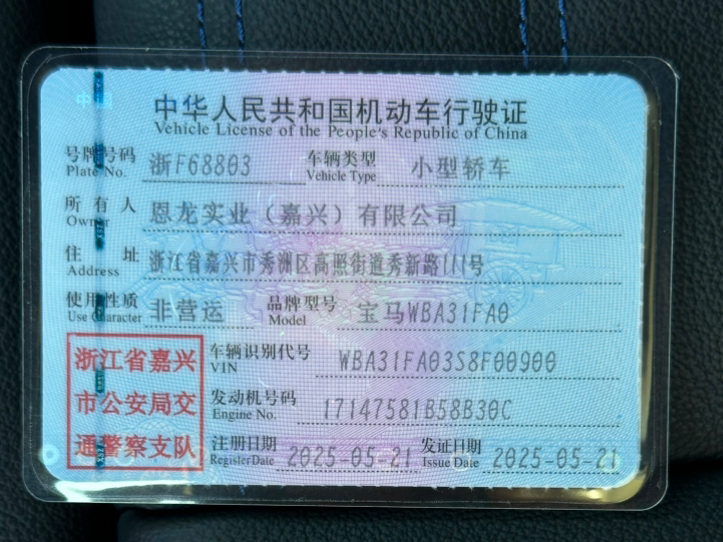 中华人民共和国机动车行驶证
Vehicle License of the People's Republic of China
号牌号码 浙F68803 车辆类型 小型轿车
Plate No. Vehicle Type
所有人 恩龙实业（嘉兴）有限公司
Owner
住址 浙江省嘉兴市秀洲区高照街道秀新路111号
Address
使用性质 非营运 品牌型号 宝马WBA31FA0
Use Character Model
浙江省嘉兴市公安局交通警察支队
车辆识别代号 WBA31FA03S8F00900
VIN
发动机号码 17147581B58B30C
Engine No.
注册日期 2025-05-21 发证日期 2025-05-21
Register Date Issue Date